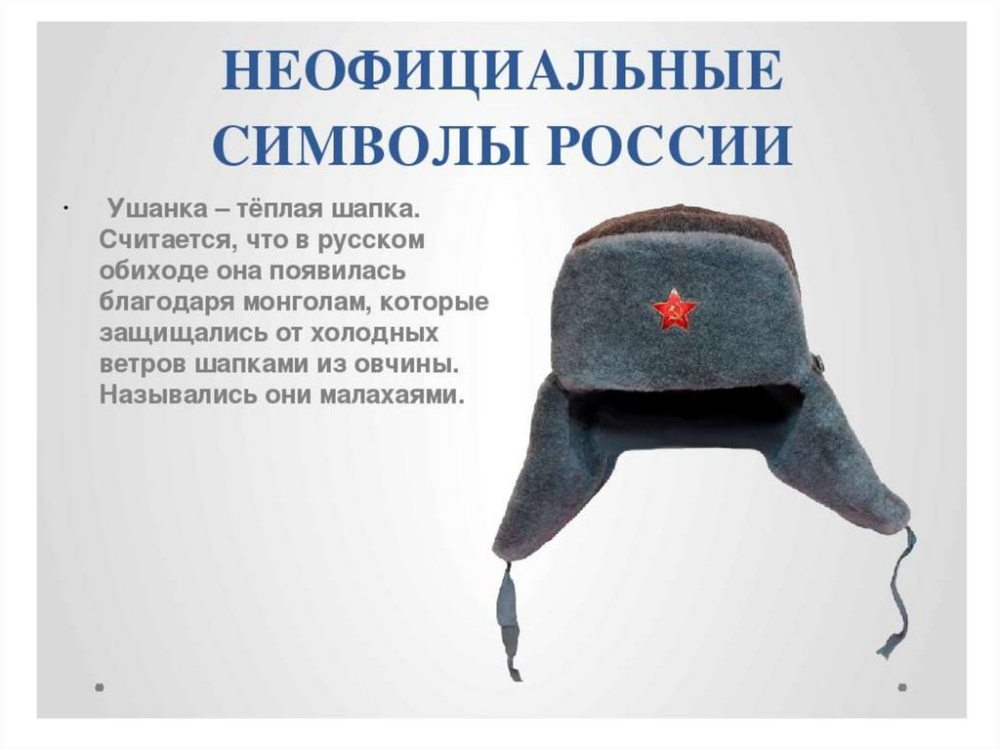 НЕОФИЦИАЛЬНЫЕ
СИМВОЛЫ РОССИИ
Ушанка – тёплая шапка.
Считается, что в русском
обиходе она появилась
благодаря монголам, которые
защищались от холодных
ветров шапками из овчины.
Назывались они малахаями.